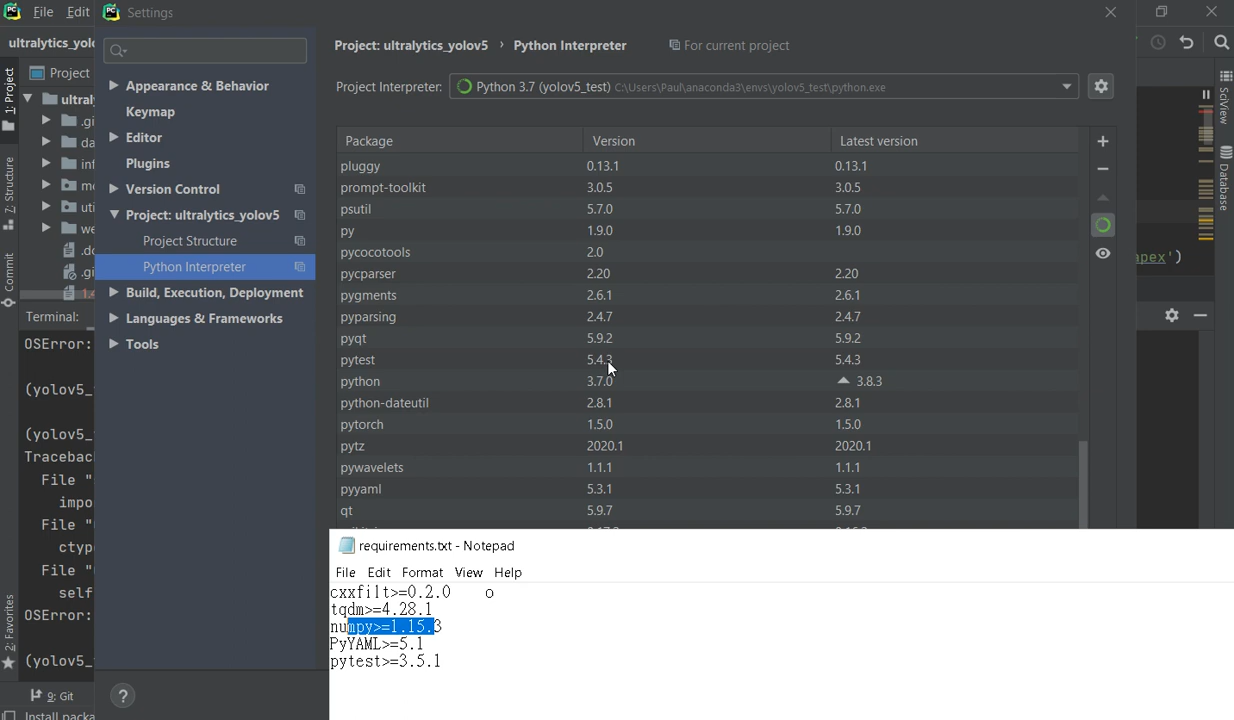 File Edit
Settings
ultralytics_yolo
Project: ultralytics_yolov5 › Python Interpreter
For current project
Project
Project Interpreter:
Python 3.7 (yolov5_test) C:\Users\Paul\anaconda3\envs\yolov5_test\python.exe
Appearance & Behavior
Keymap
Editor
Plugins
Version Control
Project: ultralytics_yolov5
Project Structure
Python Interpreter
Build, Execution, Deployment
Languages & Frameworks
Tools
Package Version Latest version
pluggy 0.13.1 0.13.1
prompt-toolkit 3.0.5 3.0.5
psutil 5.7.0 5.7.0
py 1.9.0 1.9.0
pycocotools 2.0
pycparser 2.20 2.20
pygments 2.6.1 2.6.1
pyparsing 2.4.7 2.4.7
pyqt 5.9.2 5.9.2
pytest 5.4.3 5.4.3
python 3.7.0 3.8.3
python-dateutil 2.8.1 2.8.1
pytorch 1.5.0 1.5.0
pytz 2020.1 2020.1
pywavelets 1.1.1 1.1.1
pyyaml 5.3.1 5.3.1
qt 5.9.7 5.9.7
1: Project
7: Structure
Commit
2: Favorites
SciView
Database
ultral
.gi
da
inf
mo
uti
we
.do
.gi
apex')
Terminal:
OSError:
(yolov5_
(yolov5_
Tracebac
File "
impo
File "
ctyp
File "
self
OSError:
(yolov5_
9: Git
Install packa
?
requirements.txt - Notepad
File Edit Format View Help
cxxfilt>=0.2.0 o
tqdm>=4.28.1
numpy>=1.15.3
PyYAML>=5.1
pytest>=3.5.1